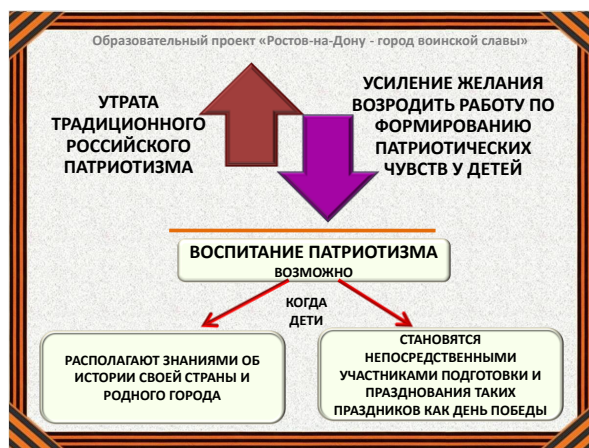 Образовательный проект «Ростов-на-Дону - город воинской славы»
УТРАТА
ТРАДИЦИОННОГО
РОССИЙСКОГО
ПАТРИОТИЗМА
УСИЛЕНИЕ ЖЕЛАНИЯ
ВОЗРОДИТЬ РАБОТУ ПО
ФОРМИРОВАНИЮ
ПАТРИОТИЧЕСКИХ
ЧУВСТВ У ДЕТЕЙ
ВОСПИТАНИЕ ПАТРИОТИЗМА
ВОЗМОЖНО
КОГДА
ДЕТИ
РАСПОЛАГАЮТ ЗНАНИЯМИ ОБ
ИСТОРИИ СВОЕЙ СТРАНЫ И
РОДНОГО ГОРОДА
СТАНОВЯТСЯ
НЕПОСРЕДСТВЕННЫМИ
УЧАСТНИКАМИ ПОДГОТОВКИ И
ПРАЗДНОВАНИЯ ТАКИХ
ПРАЗДНИКОВ КАК ДЕНЬ ПОБЕДЫ